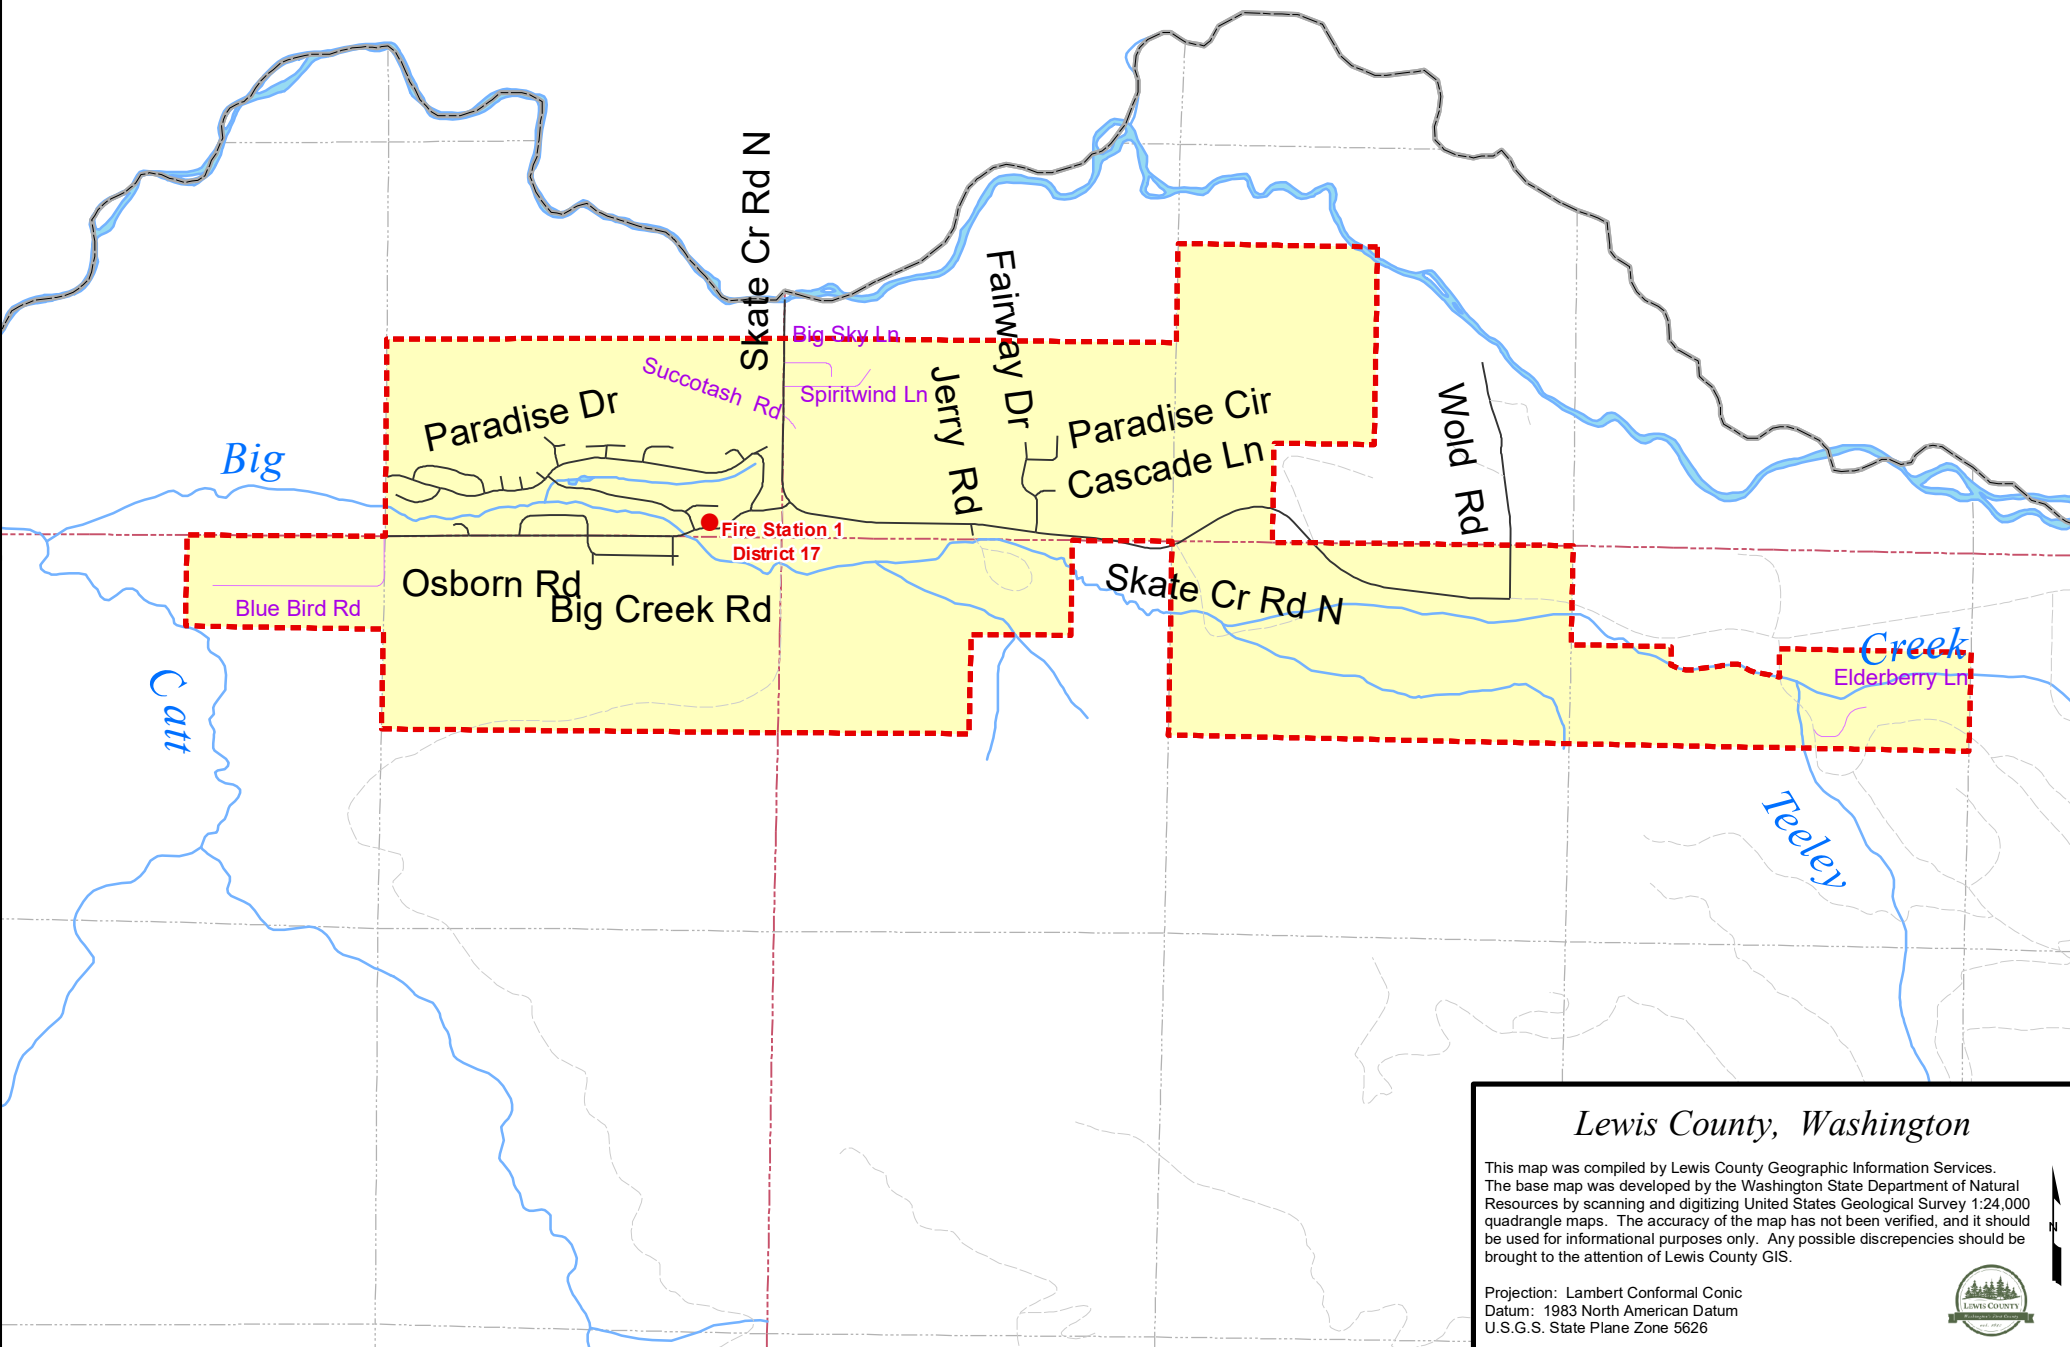 Skate Cr Rd N
Fairway Dr
Big Sky Ln
Succotash Rd
Spiritwind Ln
Jerry Rd
Paradise Dr
Paradise Cir
Cascade Ln
Wold Rd
Big
Fire Station 1
District 17
Osborn Rd
Big Creek Rd
Blue Bird Rd
Skate Cr Rd N
Creek
Elderberry Ln
Catt
Teeley
Lewis County, Washington
This map was compiled by Lewis County Geographic Information Services.
The base map was developed by the Washington State Department of Natural
Resources by scanning and digitizing United States Geological Survey 1:24,000
quadrangle maps. The accuracy of the map has not been verified, and it should
be used for informational purposes only. Any possible discrepencies should be
brought to the attention of Lewis County GIS.
Projection: Lambert Conformal Conic
Datum: 1983 North American Datum
U.S.G.S. State Plane Zone 5626
N
LEWIS COUNTY